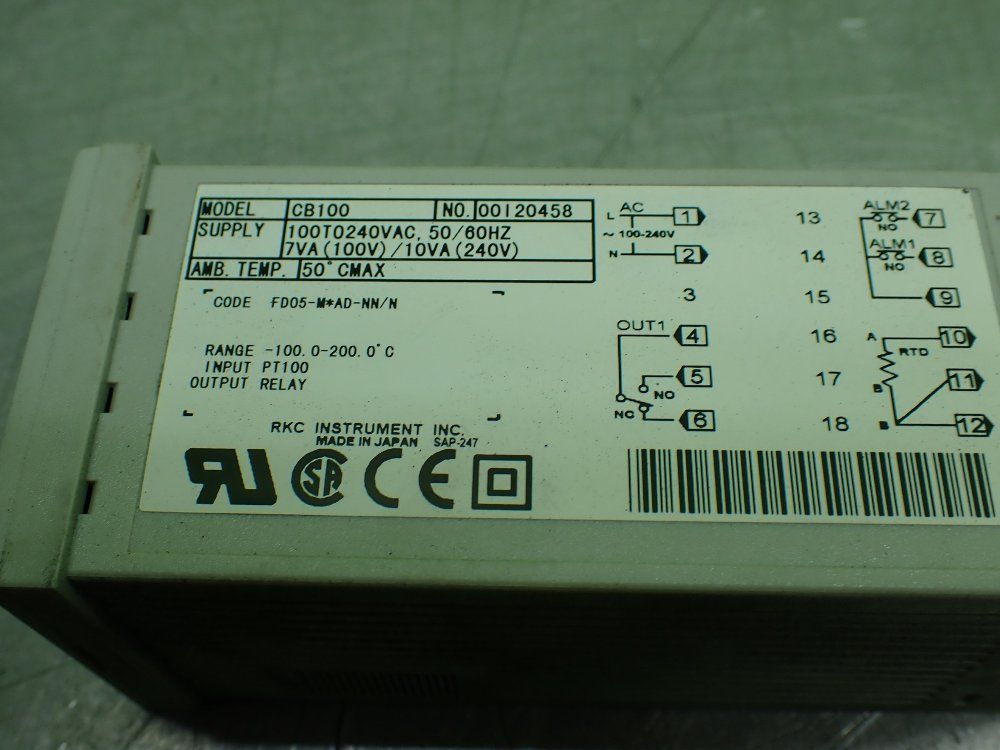 MODEL CB100 NO. 00I20458
SUPPLY 100TO240VAC, 50/60HZ
7VA(100V)/10VA(240V)
AMB. TEMP. 50°CMAX
CODE FD05-M*AD-NN/N
RANGE -100.0-200.0°C
INPUT PT100
OUTPUT RELAY
RKC INSTRUMENT INC.
MADE IN JAPAN SAP-247
SA CE
L AC 1
~ 100-240V
N 2
3
OUT1 4
5
NO
NC 6
13
14
15
16
17
18
ALM2 7
NO
ALM1 8
NO
9
A 10
RTD
B 11
B 12